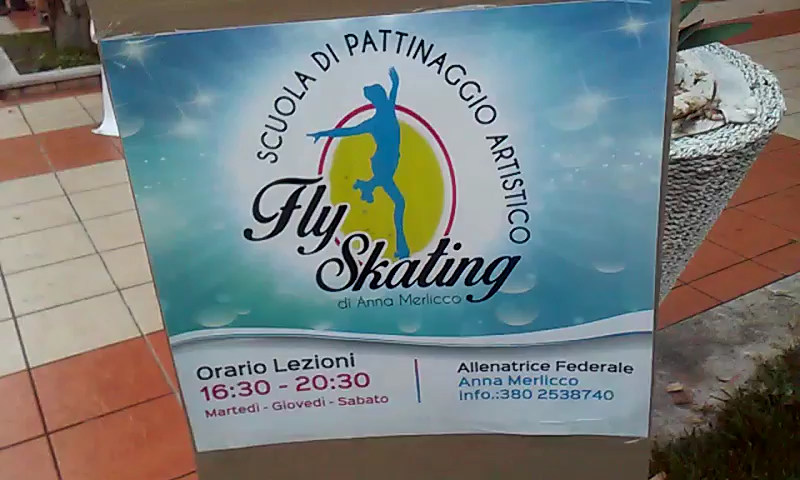 SCUOLA DI PATTINAGGIO ARTISTICO
Fly
Skating
di Anna Merlicco
Orario Lezioni
16:30 - 20:30
Martedì - Giovedì - Sabato
Allenatrice Federale
Anna Merlicco
Info.:380 2538740